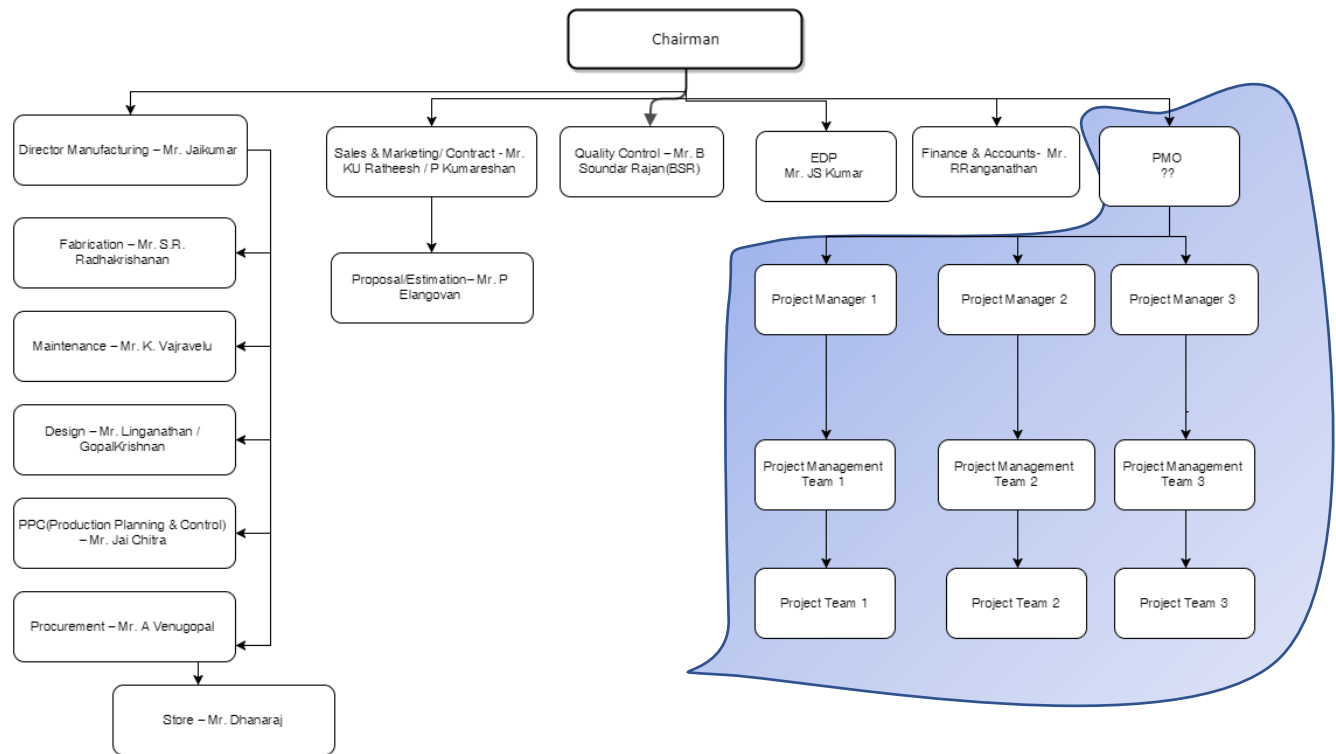 Chairman
Director Manufacturing – Mr. Jaikumar
Sales & Marketing/ Contract - Mr.
KU Ratheesh / P Kumareshan
Quality Control – Mr. B
Soundar Rajan(BSR)
EDP
Mr. JS Kumar
Finance & Accounts- Mr.
RRanganathan
PMO
??
Fabrication – Mr. S.R.
Radhakrishanan
Proposal/Estimation– Mr. P
Elangovan
Project Manager 1
Project Manager 2
Project Manager 3
Maintenance – Mr. K. Vajravelu
Design – Mr. Linganathan /
GopalKrishnan
Project Management
Team 1
Project Management
Team 2
Project Management
Team 3
PPC(Production Planning & Control)
– Mr. Jai Chitra
Procurement – Mr. A Venugopal
Project Team 1
Project Team 2
Project Team 3
Store – Mr. Dhanaraj